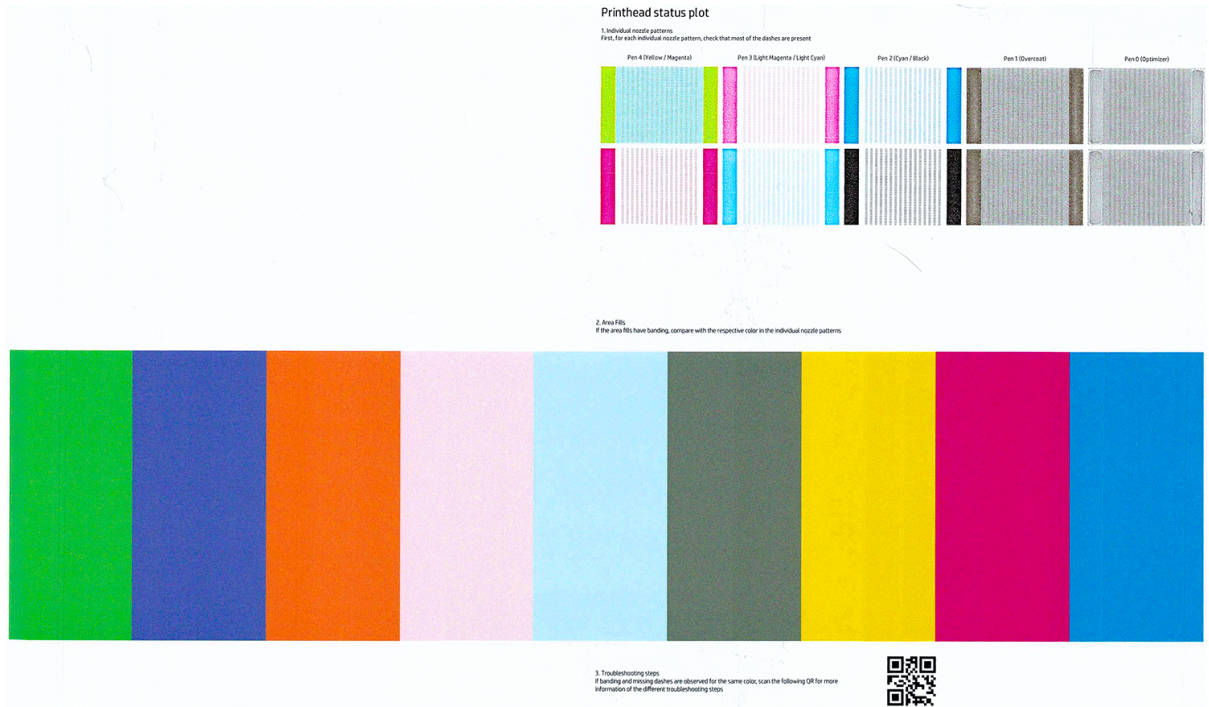 Printhead status plot
1. Individual nozzle patterns
First, for each individual nozzle pattern, check that most of the dashes are present
Pen 4 (Yellow / Magenta)
Pen 3 (Light Magenta / Light Cyan)
Pen 2 (Cyan / Black)
Pen 1 (Overcoat)
Pen 0 (Optimizer)
2. Area Fills
If the area fills have banding, compare with the respective color in the individual nozzle patterns
3. Troubleshooting steps
If banding and missing dashes are observed for the same color, scan the following QR for more
information of the different troubleshooting steps